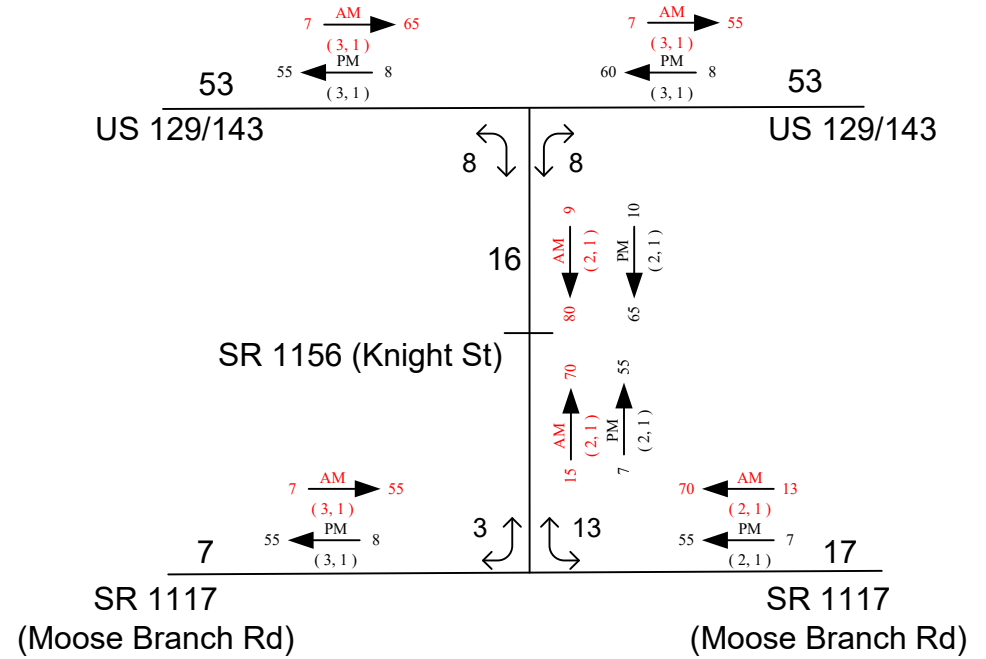 7 AM 65
( 3, 1 )
55 PM 8
( 3, 1 )
53
US 129/143
7 AM 55
( 3, 1 )
60 PM 8
( 3, 1 )
53
US 129/143
8
8
16
9
AM
( 2, 1 )
80
10
PM
( 2, 1 )
65
SR 1156 (Knight St)
70
AM
( 2, 1 )
15
55
PM
( 2, 1 )
7
7 AM 55
( 3, 1 )
55 PM 8
( 3, 1 )
7
3
13
70 AM 13
( 2, 1 )
55 PM 7
( 2, 1 )
17
SR 1117
(Moose Branch Rd)
SR 1117
(Moose Branch Rd)